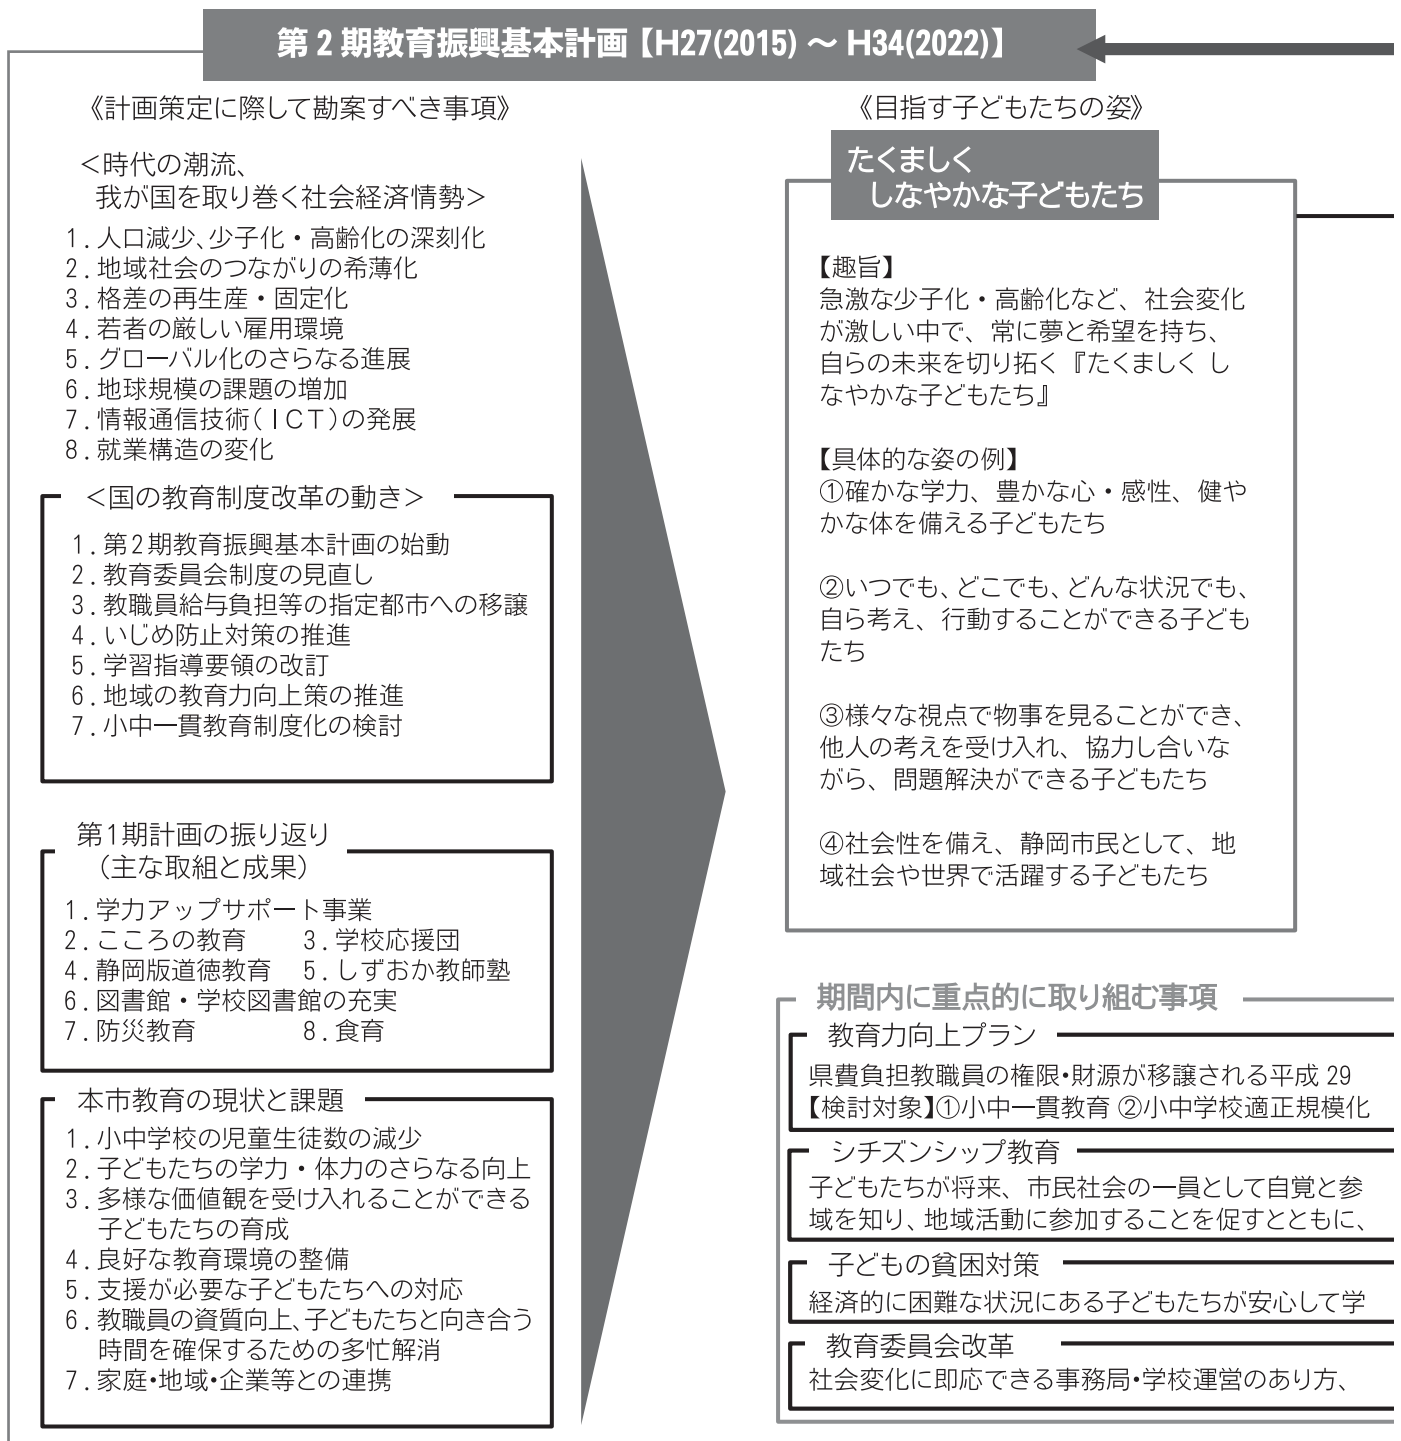 第2期教育振興基本計画【H27(2015) ～ H34(2022)】
《計画策定に際して勘案すべき事項》
＜時代の潮流、
我が国を取り巻く社会経済情勢＞
1．人口減少、少子化・高齢化の深刻化
2．地域社会のつながりの希薄化
3．格差の再生産・固定化
4．若者の厳しい雇用環境
5．グローバル化のさらなる進展
6．地球規模の課題の増加
7．情報通信技術（ＩＣＴ）の発展
8．就業構造の変化
＜国の教育制度改革の動き＞
1．第2期教育振興基本計画の始動
2．教育委員会制度の見直し
3．教職員給与負担等の指定都市への移譲
4．いじめ防止対策の推進
5．学習指導要領の改訂
6．地域の教育力向上策の推進
7．小中一貫教育制度化の検討
第1期計画の振り返り
（主な取組と成果）
1．学力アップサポート事業
2．こころの教育　3．学校応援団
4．静岡版道徳教育　5．しずおか教師塾
6．図書館・学校図書館の充実
7．防災教育　8．食育
本市教育の現状と課題
1．小中学校の児童生徒数の減少
2．子どもたちの学力・体力のさらなる向上
3．多様な価値観を受け入れることができる
子どもたちの育成
4．良好な教育環境の整備
5．支援が必要な子どもたちへの対応
6．教職員の資質向上、子どもたちと向き合う
時間を確保するための多忙解消
7．家庭・地域・企業等との連携
《目指す子どもたちの姿》
たくましく
しなやかな子どもたち
【趣旨】
急激な少子化・高齢化など、社会変化
が激しい中で、常に夢と希望を持ち、
自らの未来を切り拓く『たくましく し
なやかな子どもたち』
【具体的な姿の例】
①確かな学力、豊かな心・感性、健や
かな体を備える子どもたち
②いつでも、どこでも、どんな状況でも、
自ら考え、行動することができる子ども
たち
③様々な視点で物事を見ることができ、
他人の考えを受け入れ、協力し合いな
がら、問題解決ができる子どもたち
④社会性を備え、静岡市民として、地
域社会や世界で活躍する子どもたち
期間内に重点的に取り組む事項
教育力向上プラン
県費負担教職員の権限・財源が移譲される平成 29
【検討対象】①小中一貫教育 ②小中学校適正規模化
シチズンシップ教育
子どもたちが将来、市民社会の一員として自覚と参
域を知り、地域活動に参加することを促すとともに、
子どもの貧困対策
経済的に困難な状況にある子どもたちが安心して学
教育委員会改革
社会変化に即応できる事務局・学校運営のあり方、